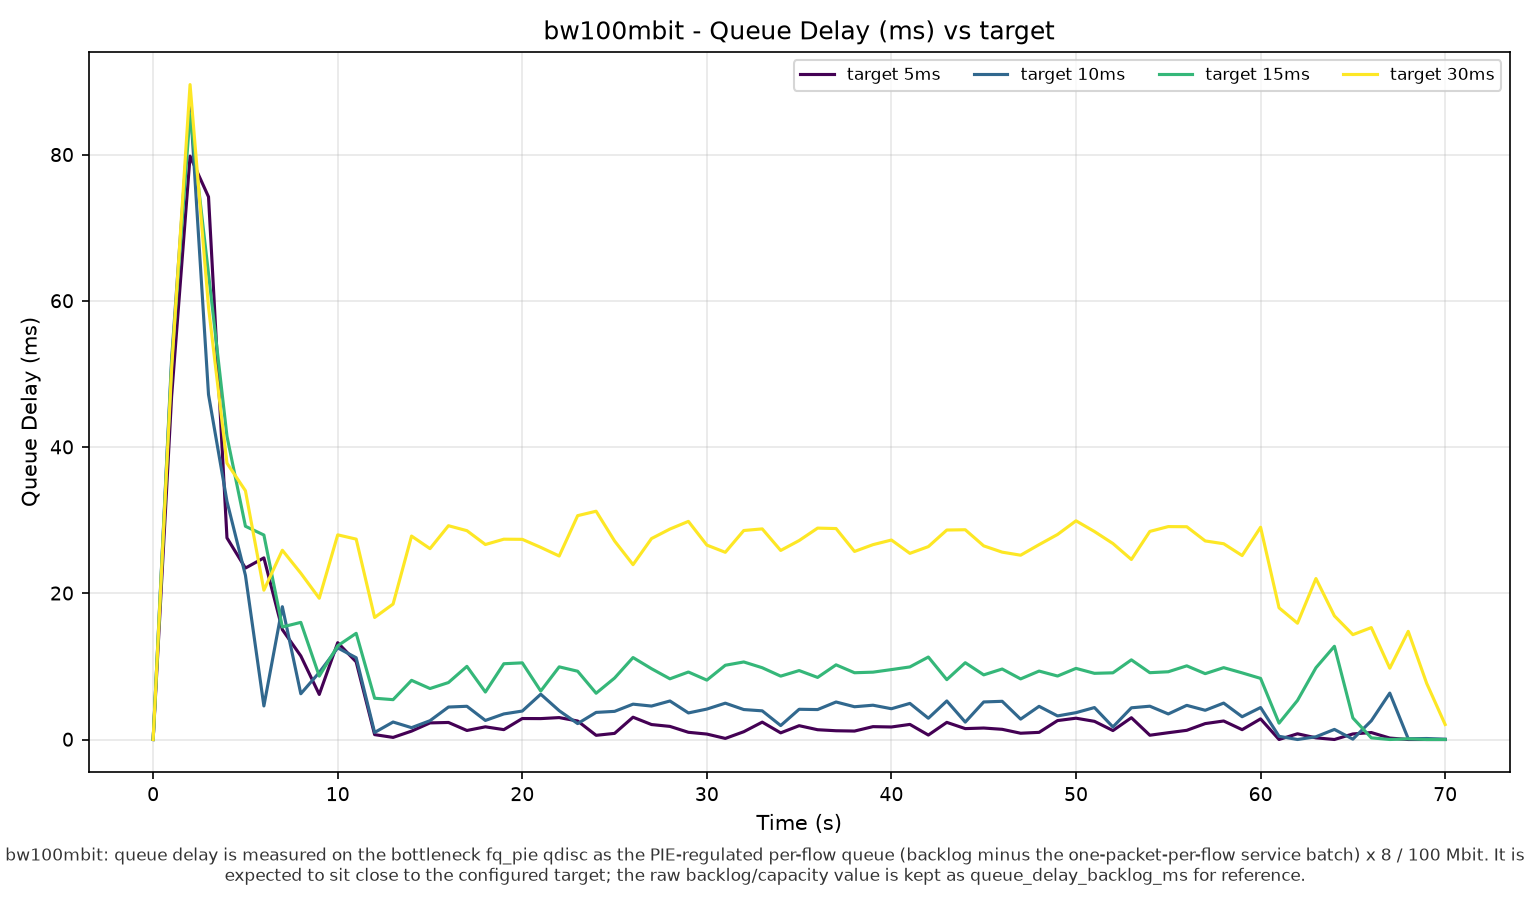 bw100mbit - Queue Delay (ms) vs target
target 5ms
target 10ms
target 15ms
target 30ms
Queue Delay (ms)
80
60
40
20
0
0
10
20
30
40
50
60
70
Time (s)
bw100mbit: queue delay is measured on the bottleneck fq_pie qdisc as the PIE-regulated per-flow queue (backlog minus the one-packet-per-flow service batch) x 8 / 100 Mbit. It is
expected to sit close to the configured target; the raw backlog/capacity value is kept as queue_delay_backlog_ms for reference.